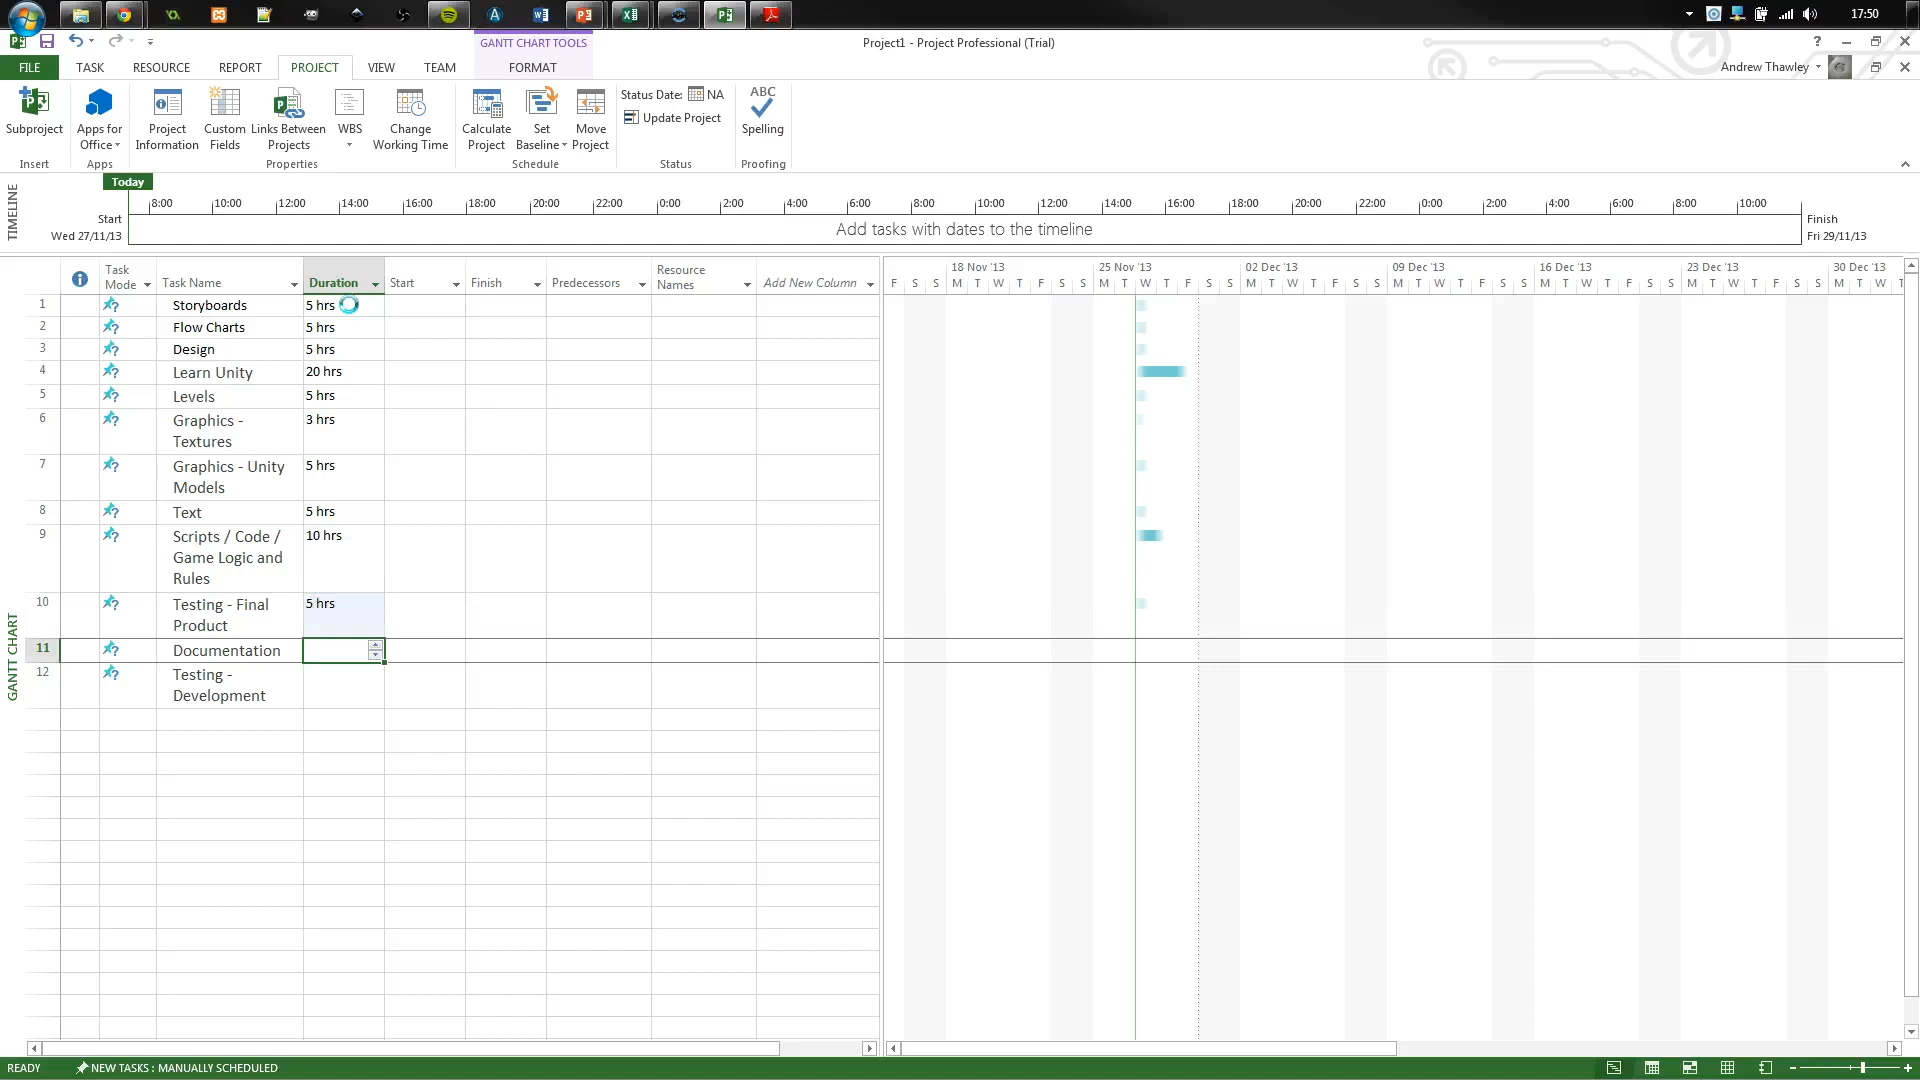 17:50
GANTT CHART TOOLS
Project1 - Project Professional (Trial)
FILE TASK RESOURCE REPORT PROJECT VIEW TEAM FORMAT
Andrew Thawley
Subproject
Apps for
Office
Project
Information
Custom
Fields
Links Between
Projects
WBS
Change
Working Time
Calculate
Project
Set
Baseline
Move
Project
Status Date: NA
Update Project
ABC
Spelling
Insert Apps Properties Schedule Status Proofing
TIMELINE
Today
8:00 10:00 12:00 14:00 16:00 18:00 20:00 22:00 0:00 2:00 4:00 6:00 8:00 10:00 12:00 14:00 16:00 18:00 20:00 22:00 0:00 2:00 4:00 6:00 8:00 10:00
Start
Wed 27/11/13
Add tasks with dates to the timeline
Finish
Fri 29/11/13
GANTT CHART
Task
Mode
Task Name
Duration
Start
Finish
Predecessors
Resource
Names
Add New Column
18 Nov '13 25 Nov '13 02 Dec '13 09 Dec '13 16 Dec '13 23 Dec '13 30 Dec '13
F S S M T W T F S S M T W T F S S M T W T F S S M T W T F S S M T W T F S S M T W T F S S M T W T
1 Storyboards 5 hrs
2 Flow Charts 5 hrs
3 Design 5 hrs
4 Learn Unity 20 hrs
5 Levels 5 hrs
6 Graphics - 3 hrs
Textures
7 Graphics - Unity 5 hrs
Models
8 Text 5 hrs
9 Scripts / Code / 10 hrs
Game Logic and
Rules
10 Testing - Final 5 hrs
Product
11 Documentation
12 Testing -
Development
READY NEW TASKS : MANUALLY SCHEDULED